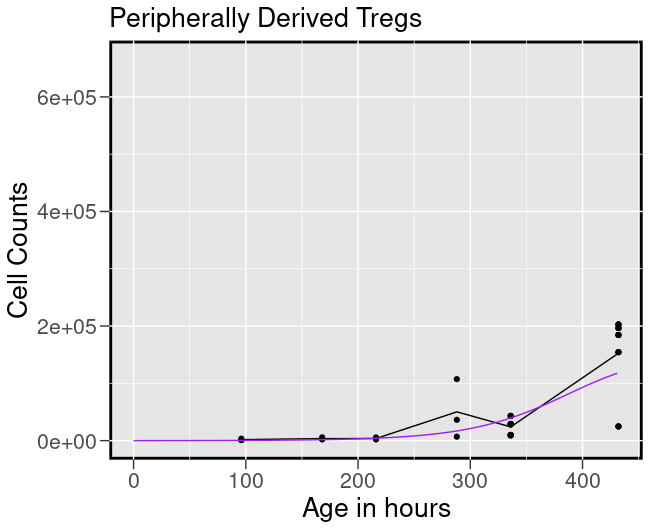 Peripherally Derived Tregs
6e+05
4e+05
2e+05
0e+00
Cell Counts
0 100 200 300 400
Age in hours